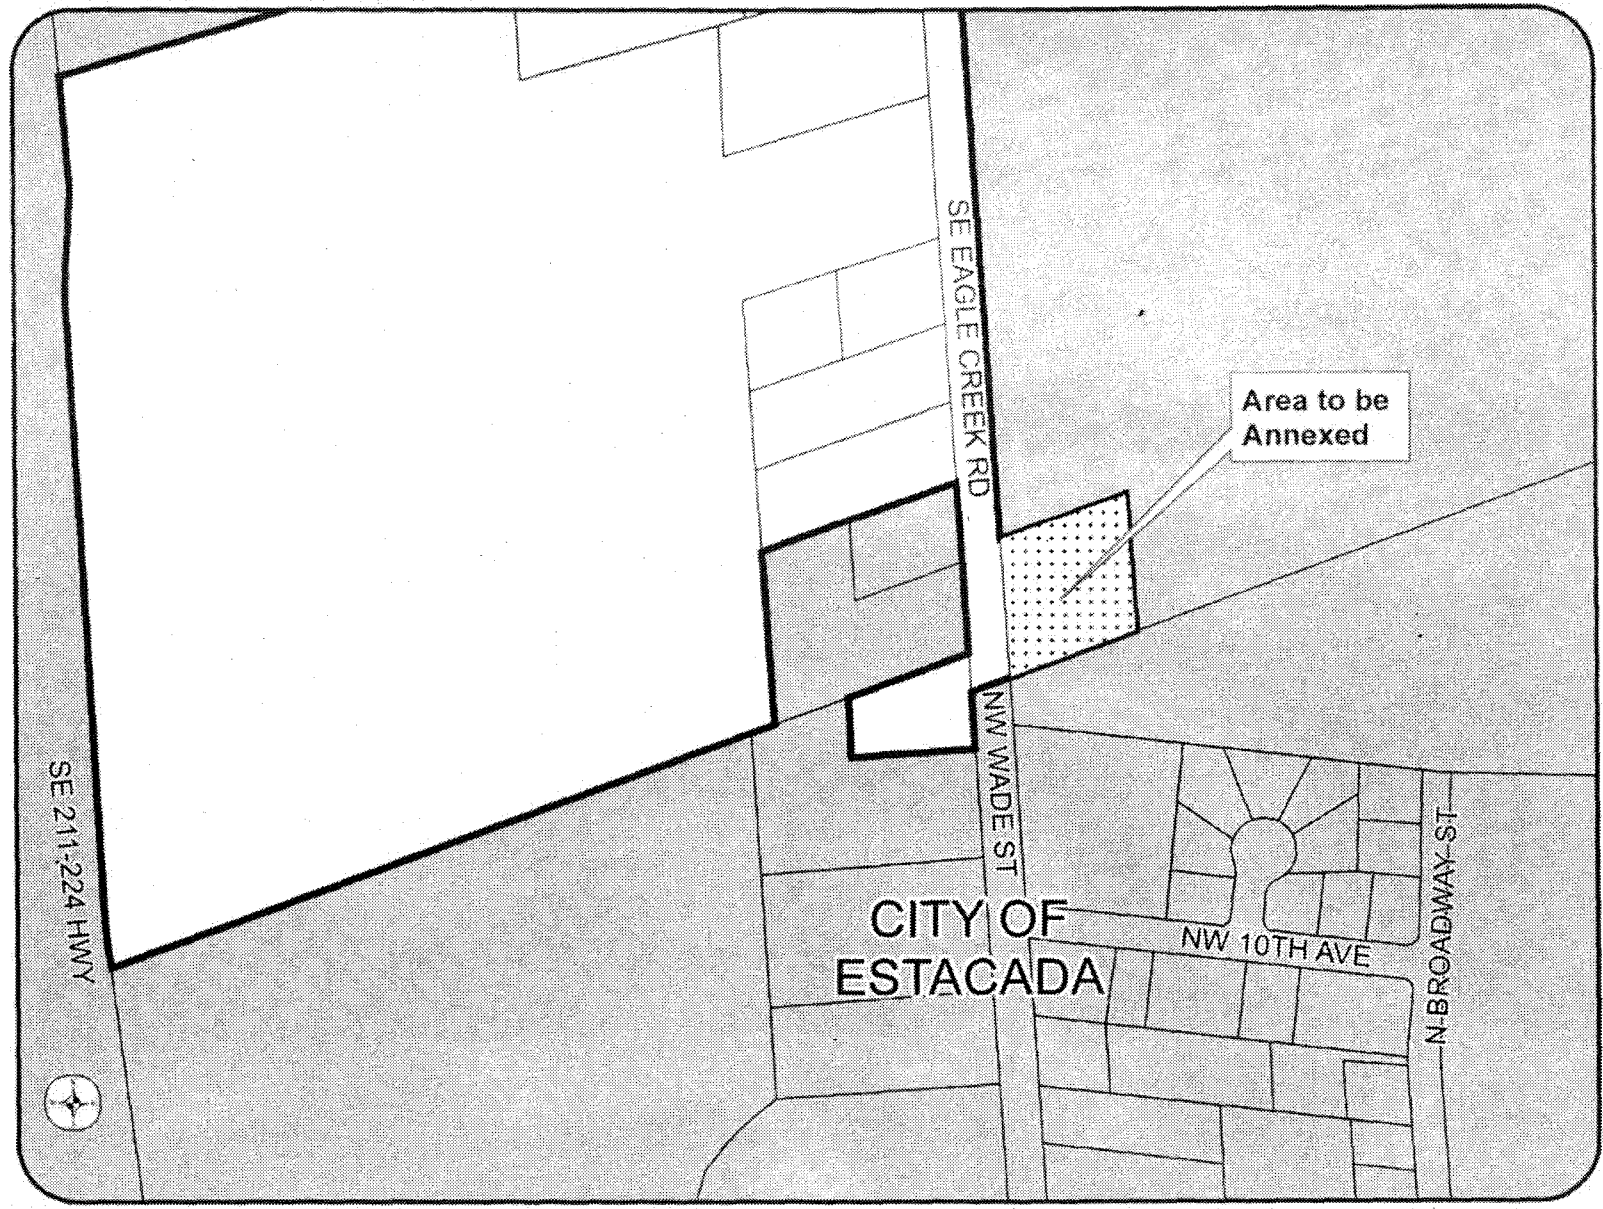 SE EAGLE CREEK RD
Area to be
Annexed
NW WADE ST
SE 211-224 HWY
CITY OF
ESTACADA
NW 10TH AVE
N BROADWAY ST